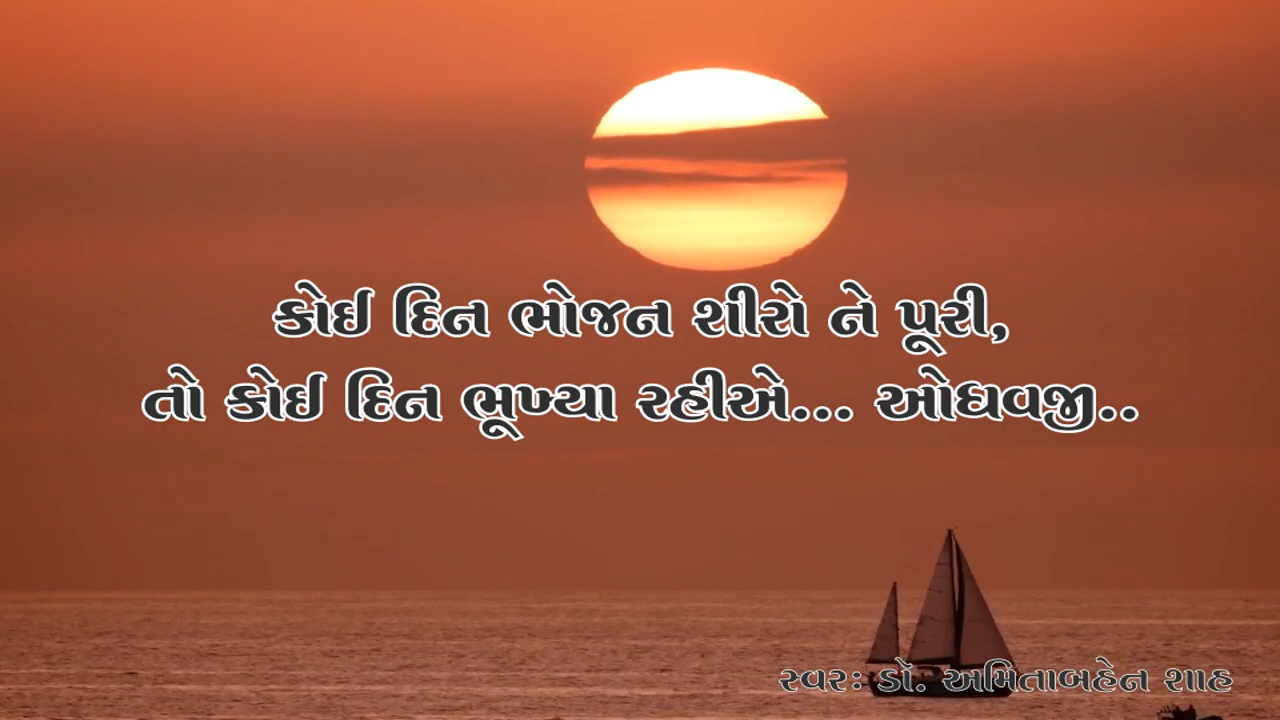 કોઈ દિન ભોજન શીરો ને પૂરી,
તો કોઈ દિન ભૂખ્યા રહીએ... ઓધવજી..
સ્વરઃ ડૉ. અમિતાબહેન શાહ